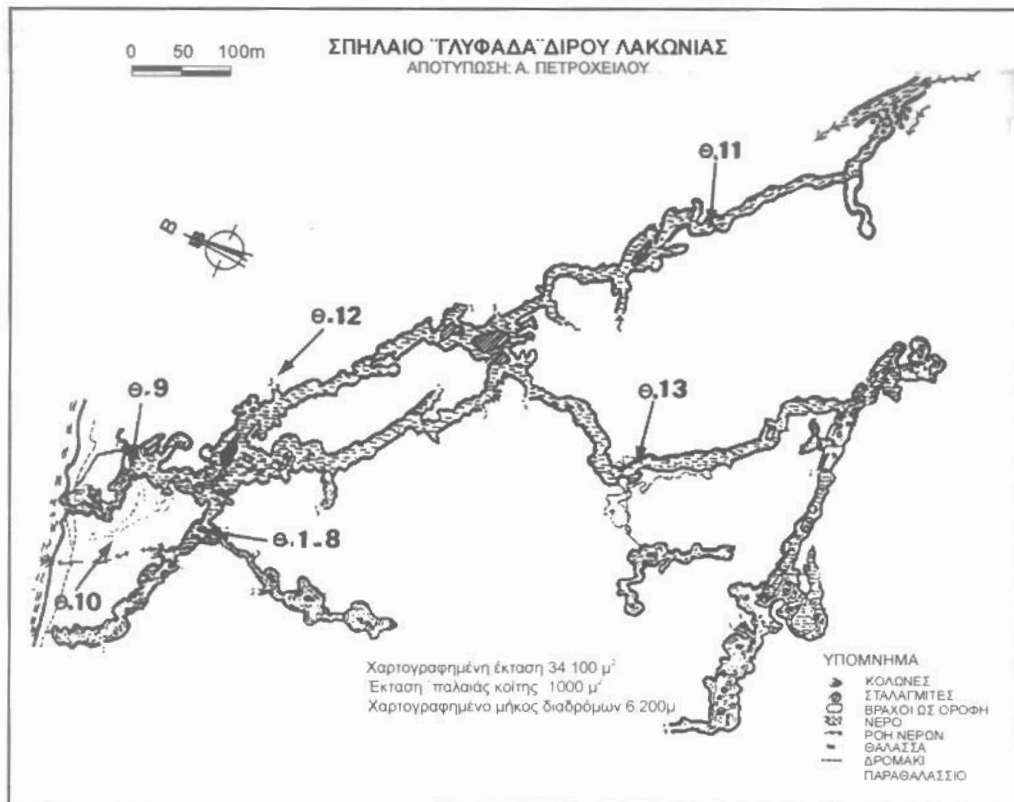 0 50 100m
ΣΠΗΛΑΙΟ "ΓΛΥΦΑΔΑ" ΔΙΡΟΥ ΛΑΚΩΝΙΑΣ
ΑΠΟΤΥΠΩΣΗ: Α. ΠΕΤΡΟΧΕΙΛΟΥ
Θ.11
Β
Θ.12
Θ.9
Θ.13
Θ.1-8
Θ.10
Χαρτογραφημένη έκταση 34 100 μ²
Έκταση παλαιάς κοίτης 1000 μ²
Χαρτογραφημένο μήκος διαδρόμων 6.200μ
ΥΠΟΜΝΗΜΑ
ΚΟΛΩΝΕΣ
ΣΤΑΛΑΓΜΙΤΕΣ
ΒΡΑΧΟΙ ΩΣ ΟΡΟΦΗ
ΝΕΡΟ
ΡΟΗ ΝΕΡΩΝ
ΘΑΛΑΣΣΑ
ΔΡΟΜΑΚΙ
ΠΑΡΑΘΑΛΑΣΣΙΟ